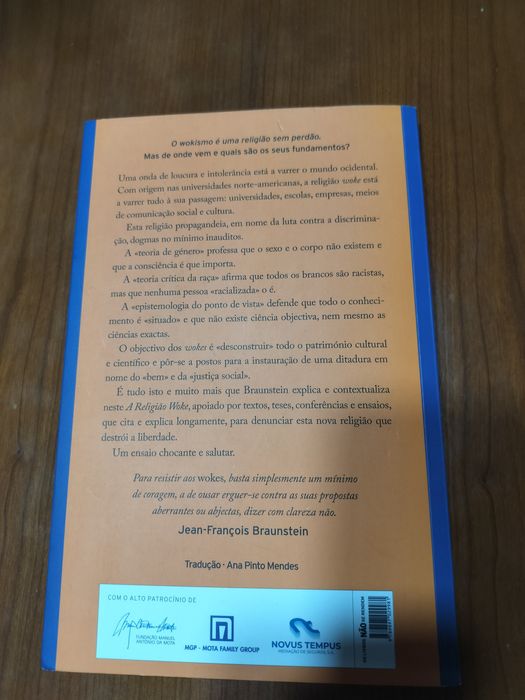 O wokismo é uma religião sem perdão.
Mas de onde vem e quais são os seus fundamentos?
Uma onda de loucura e intolerância está a varrer o mundo ocidental.
Com origem nas universidades norte-americanas, a religião woke está
a varrer todo à sua passagem: universidades, escolas, empresas, meios
de comunicação social e cultura.
Esta religião propagandeia, em nome da luta contra a discrimina-
ção, dogmas no mínimo inauditos.
A «teoria de género» professa que o sexo e o corpo não existem e
que a consciência é que importa.
A «teoria crítica da raça» afirma que todos os brancos são racistas,
mas que nenhuma pessoa «racializada» o é.
A «epistemologia do ponto de vista» defende que todo o conheci-
mento é «situado» e que não existe ciência objectiva, nem mesmo as
ciências exactas.
O objectivo dos wokes é «desconstruir» todo o património cultural
e científico e pôr-se a postos para a instauração de uma ditadura em
nome do «bem» e da «justiça social».
É tudo isto e muito mais que Braunstein explica e contextualiza
neste A Religião Woke, apoiado por textos, teses, conferências e ensaios,
que cita e explica longamente, para denunciar esta nova religião que
destrói a liberdade.
Um ensaio chocante e salutar.
Para resistir aos wokes, basta simplesmente um mínimo
de coragem, a de ousar erguer-se contra as suas propostas
aberrantes ou abjectas, dizer com clareza não.
Jean-François Braunstein
Tradução · Ana Pinto Mendes
COM O ALTO PATROCÍNIO DE
FUNDAÇÃO MANUEL
ANTÓNIO DA MOTA
MGP - MOTA FAMILY GROUP
NOVUS TEMPUS
MEDIAÇÃO DE SEGUROS, S.A.
OS LIVROS NÃO SE RENDEM